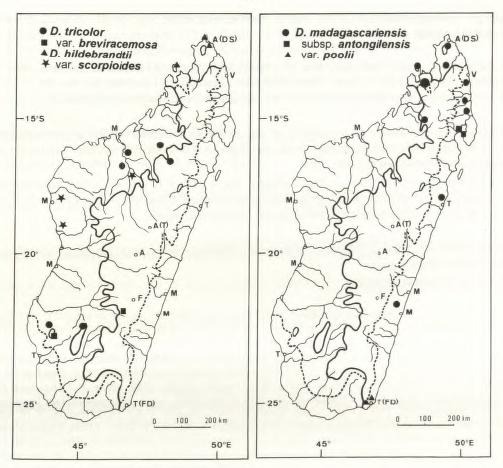 D. tricolor
var. breviracemosa
D. hildebrandtii
var. scorpioides
A (DS)
V
15°S
M
M
T
A(T)
20°
M
A
F
M
M
T
25°
T(FD)
0 100 200 km
45°
50°E
D. madagascariensis
subsp. antongilensis
var. poolii
A (DS)
V
15°S
M
M
T
A(T)
20°
M
A
F
M
M
T
25°
T(FD)
0 100 200 km
45°
50°E